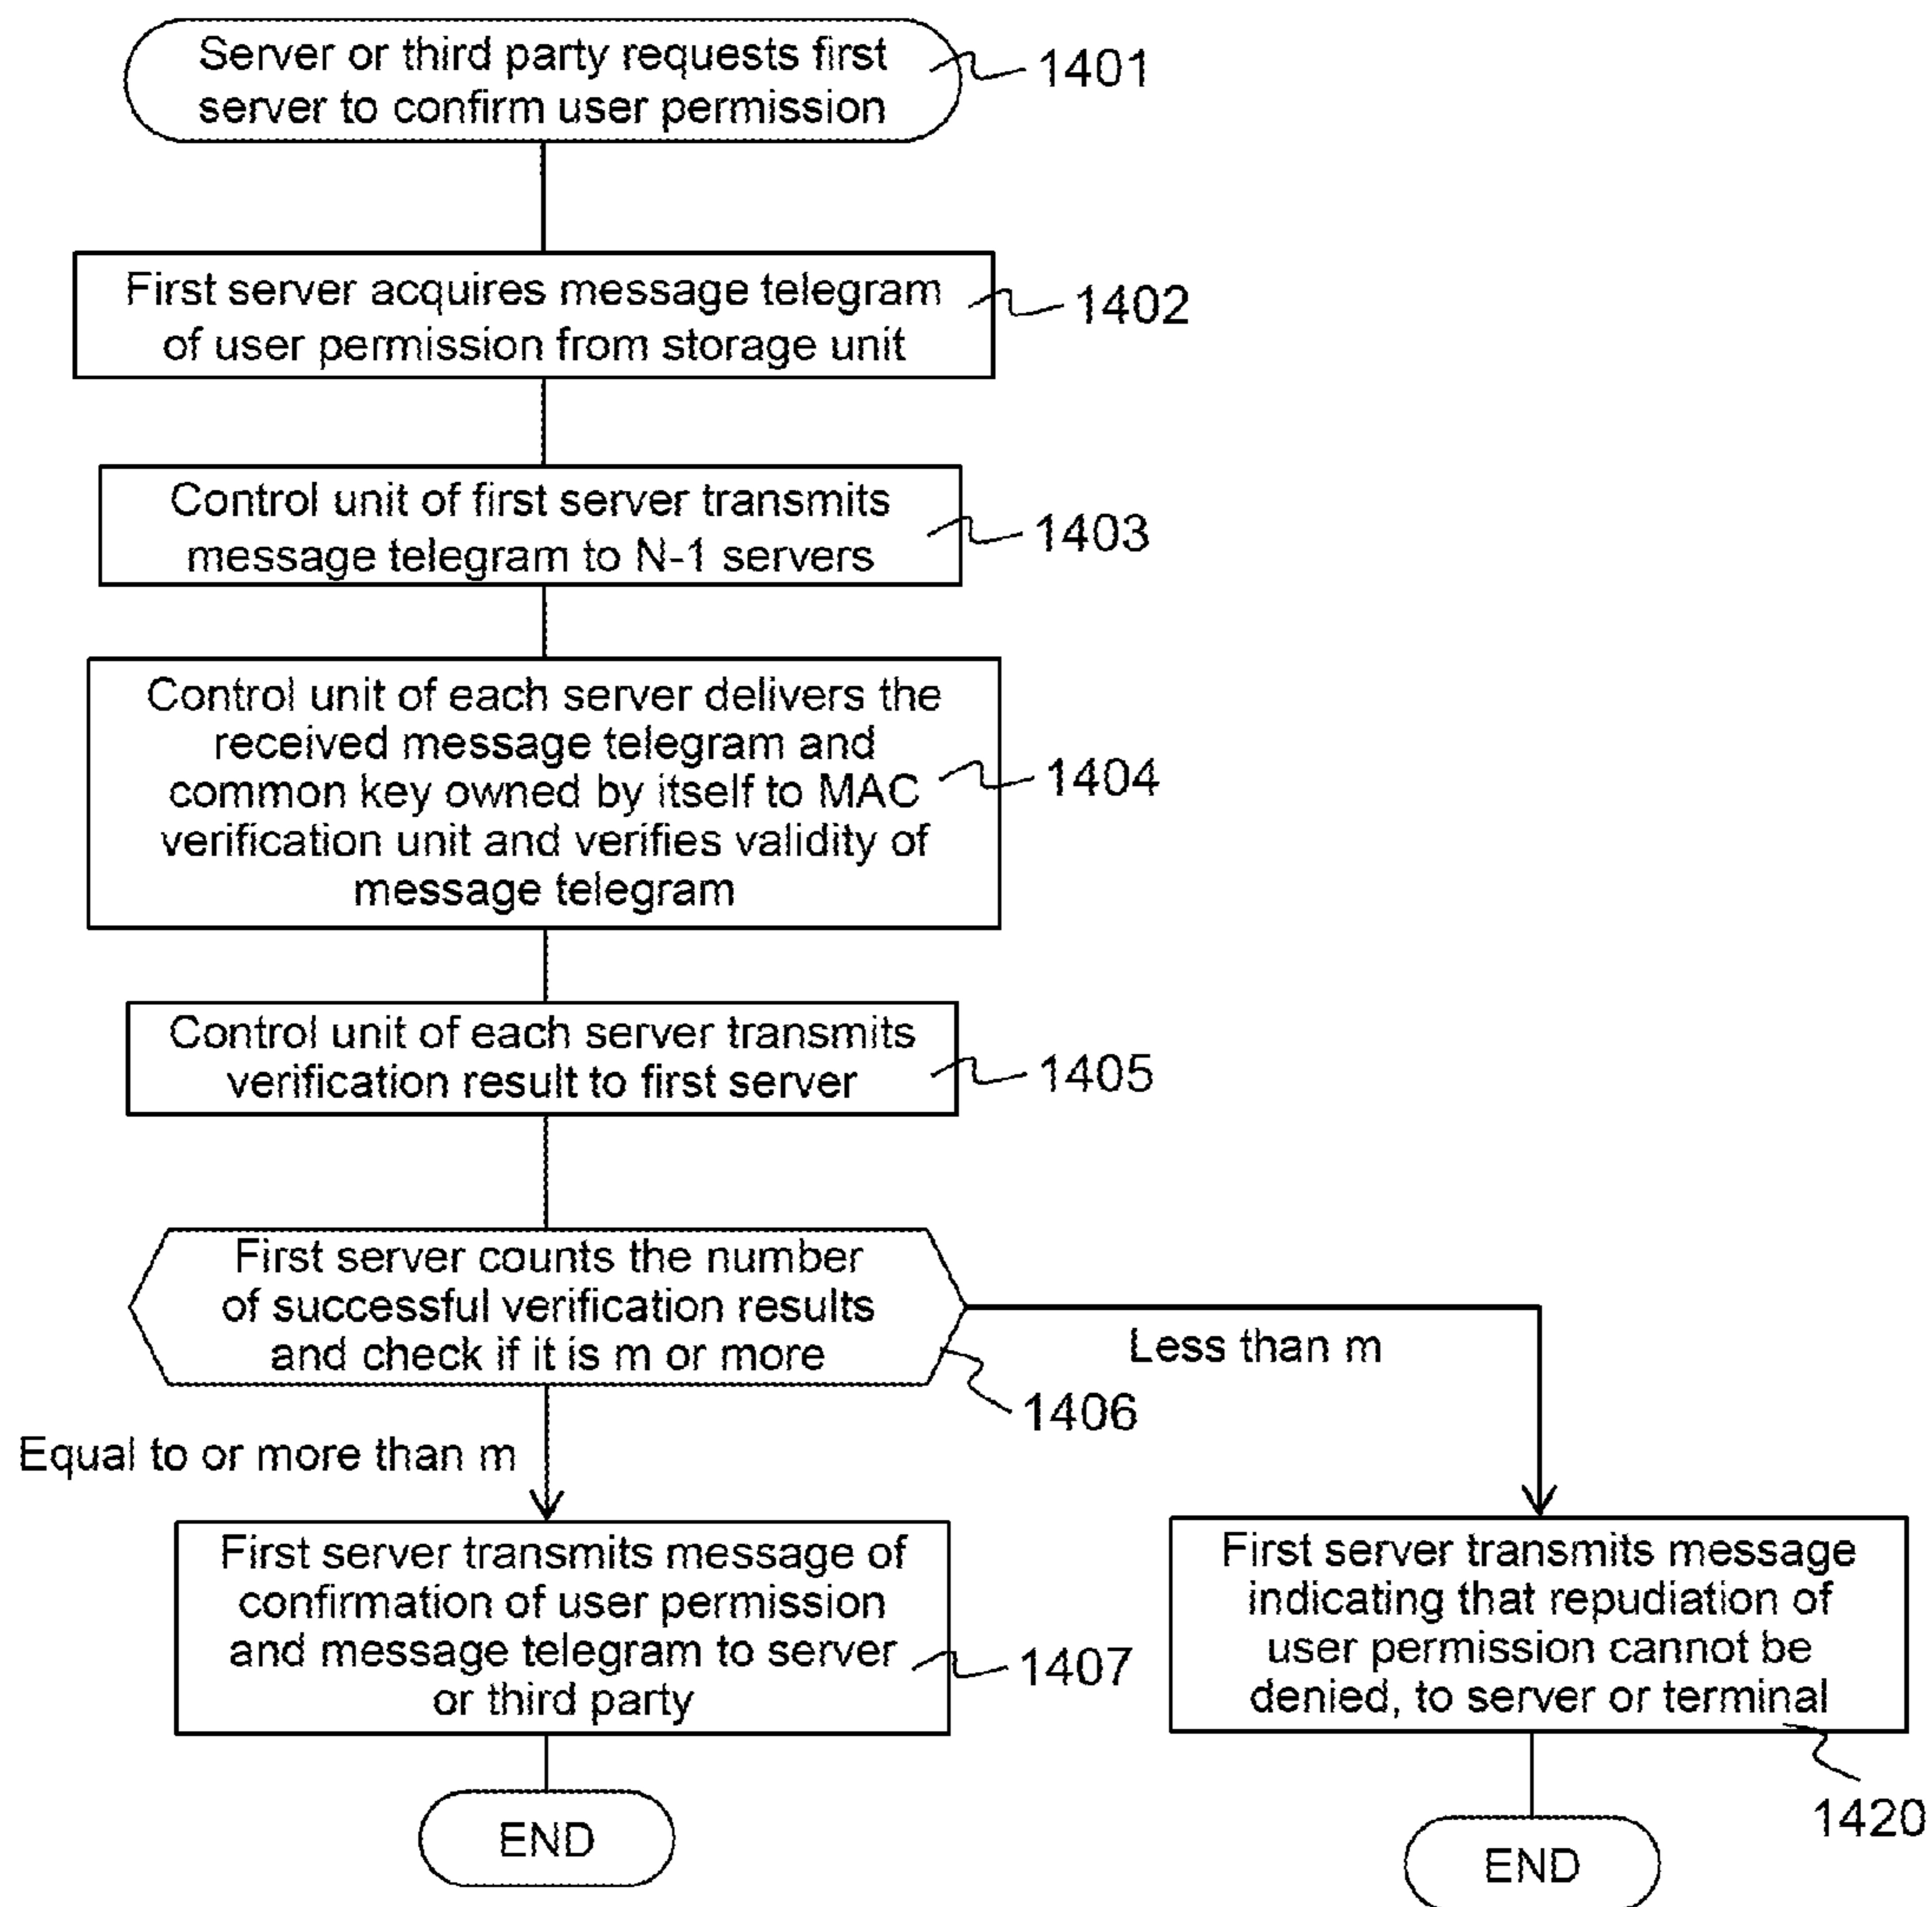 Server or third party requests first
server to confirm user permission
1401
First server acquires message telegram
of user permission from storage unit
1402
Control unit of first server transmits
message telegram to N-1 servers
1403
Control unit of each server delivers the
received message telegram and
common key owned by itself to MAC
verification unit and verifies validity of
message telegram
1404
Control unit of each server transmits
verification result to first server
1405
First server counts the number
of successful verification results
and check if it is m or more
1406
Less than m
Equal to or more than m
First server transmits message of
confirmation of user permission
and message telegram to server
or third party
1407
First server transmits message
indicating that repudiation of
user permission cannot be
denied, to server or terminal
1420
END
END